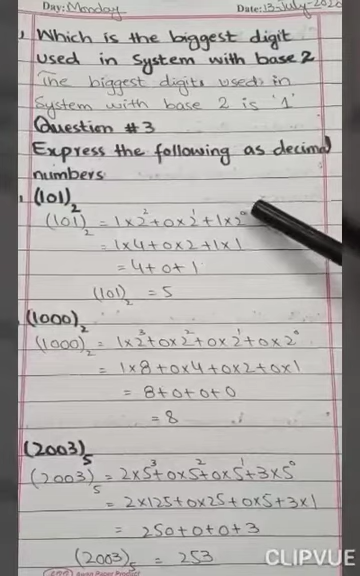 Day: Monday Date: 13-July-2020
Which is the biggest digit
used in System with base 2
The biggest digit used in
System with base 2 is '1'
Question #3
Express the following as decimal
numbers
(101)₂
(101)₂ = 1×2²+0×2¹+1×2⁰
= 1×4+0×2+1×1
= 4+0+1
(101)₂ = 5
(1000)₂
(1000)₂ = 1×2³+0×2²+0×2¹+0×2⁰
= 1×8+0×4+0×2+0×1
= 8+0+0+0
= 8
(2003)₅
(2003)₅ = 2×5³+0×5²+0×5¹+3×5⁰
= 2×125+0×25+0×5+3×1
= 250+0+0+3
(2003)₅ = 253
CLIPVUE